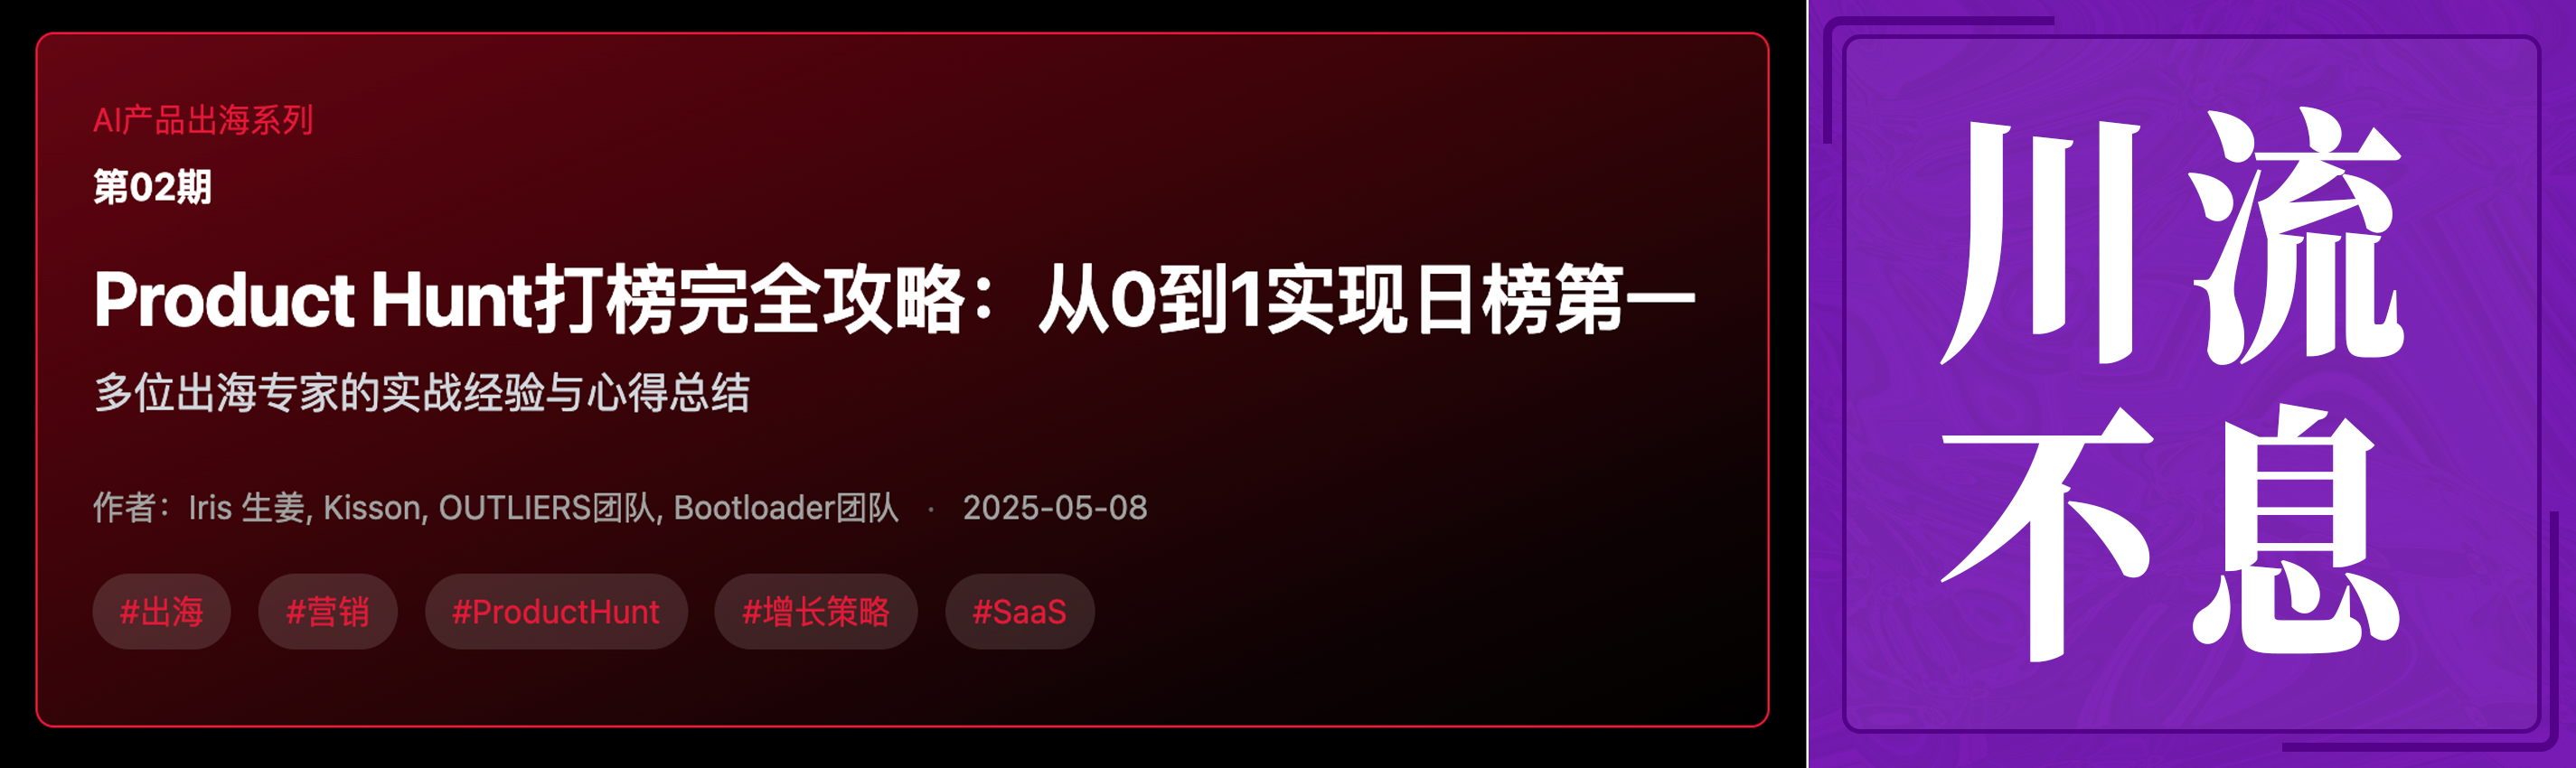 AI产品出海系列
第02期
Product Hunt打榜完全攻略：从0到1实现日榜第一
多位出海专家的实战经验与心得总结
作者：Iris 生姜, Kisson, OUTLIERS团队, Bootloader团队 · 2025-05-08
#出海 #营销 #ProductHunt #增长策略 #SaaS
川流
不息